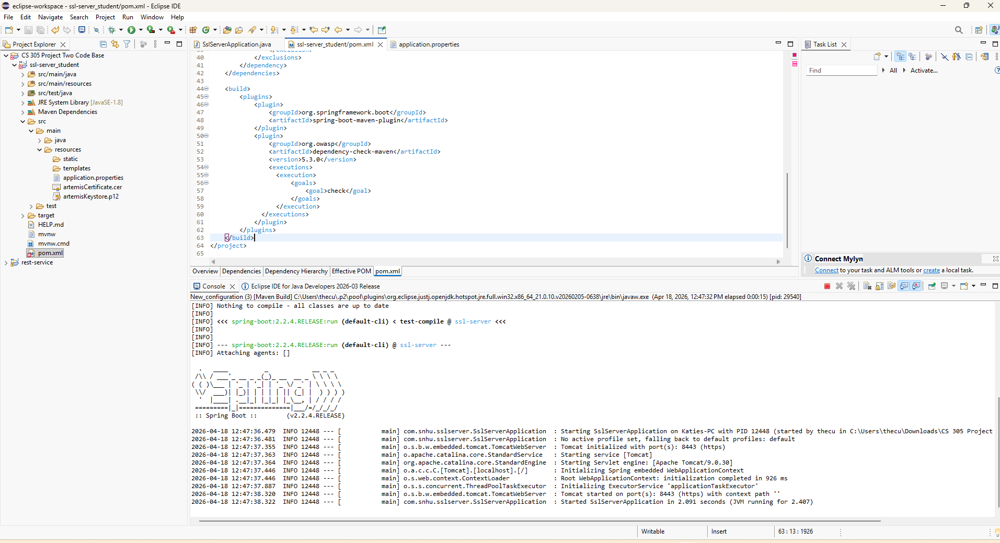 eclipse-workspace - ssl-server_student/pom.xml - Eclipse IDE
File Edit Navigate Search Project Run Window Help
Project Explorer
SslServerApplication.java
ssl-server_student/pom.xml
application.properties
Task List
CS 305 Project Two Code Base
ssl-server_student
src/main/java
src/main/resources
src/test/java
JRE System Library [JavaSE-1.8]
Maven Dependencies
src
main
java
resources
static
templates
application.properties
artemisCertificate.cer
artemisKeystore.p12
test
target
HELP.md
mvnw
mvnw.cmd
pom.xml
rest-service
40 </exclusions>
41 </dependency>
42 </dependencies>
43
44 <build>
45 <plugins>
46 <plugin>
47 <groupId>org.springframework.boot</groupId>
48 <artifactId>spring-boot-maven-plugin</artifactId>
49 </plugin>
50 <plugin>
51 <groupId>org.owasp</groupId>
52 <artifactId>dependency-check-maven</artifactId>
53 <version>5.3.0</version>
54 <executions>
55 <execution>
56 <goals>
57 <goal>check</goal>
58 </goals>
59 </execution>
60 </executions>
61 </plugin>
62 </plugins>
63 </build>
64 </project>
65
Overview Dependencies Dependency Hierarchy Effective POM pom.xml
Find All Activate...
Connect Mylyn
Connect to your task and ALM tools or create a local task.
Console Eclipse IDE for Java Developers 2026-03 Release
New_configuration (3) [Maven Build] C:\Users\thecu\.p2\pool\plugins\org.eclipse.justj.openjdk.hotspot.jre.full.win32.x86_64_21.0.10.v20260205-0638\jre\bin\javaw.exe (Apr 18, 2026, 12:47:32 PM elapsed 0:00:15) [pid: 29540]
[INFO] Nothing to compile - all classes are up to date
[INFO]
[INFO] <<< spring-boot:2.2.4.RELEASE:run (default-cli) < test-compile @ ssl-server <<<
[INFO]
[INFO]
[INFO] --- spring-boot:2.2.4.RELEASE:run (default-cli) @ ssl-server ---
[INFO] Attaching agents: []
Spring
:: Spring Boot :: (v2.2.4.RELEASE)
2026-04-18 12:47:36.479 INFO 12448 --- [ main] com.snhu.sslserver.SslServerApplication : Starting SslServerApplication on Katies-PC with PID 12448 (started by thecu in C:\Users\thecu\Downloads\CS 305 Project
2026-04-18 12:47:36.481 INFO 12448 --- [ main] com.snhu.sslserver.SslServerApplication : No active profile set, falling back to default profiles: default
2026-04-18 12:47:37.355 INFO 12448 --- [ main] o.s.b.w.embedded.tomcat.TomcatWebServer : Tomcat initialized with port(s): 8443 (https)
2026-04-18 12:47:37.363 INFO 12448 --- [ main] o.apache.catalina.core.StandardService : Starting service [Tomcat]
2026-04-18 12:47:37.364 INFO 12448 --- [ main] org.apache.catalina.core.StandardEngine : Starting Servlet engine: [Apache Tomcat/9.0.30]
2026-04-18 12:47:37.446 INFO 12448 --- [ main] o.a.c.c.C.[Tomcat].[localhost].[/] : Initializing Spring embedded WebApplicationContext
2026-04-18 12:47:37.446 INFO 12448 --- [ main] o.s.web.context.ContextLoader : Root WebApplicationContext: initialization completed in 926 ms
2026-04-18 12:47:37.887 INFO 12448 --- [ main] o.s.s.concurrent.ThreadPoolTaskExecutor : Initializing ExecutorService 'applicationTaskExecutor'
2026-04-18 12:47:38.320 INFO 12448 --- [ main] o.s.b.w.embedded.tomcat.TomcatWebServer : Tomcat started on port(s): 8443 (https) with context path ''
2026-04-18 12:47:38.322 INFO 12448 --- [ main] com.snhu.sslserver.SslServerApplication : Started SslServerApplication in 2.091 seconds (JVM running for 2.407)
Writable Insert 63 : 13 : 1926